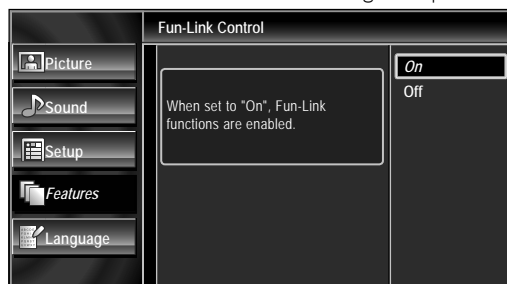 Fun-Link Control
Picture
Sound
Setup
Features
Language
When set to "On", Fun-Link
functions are enabled.
On
Off